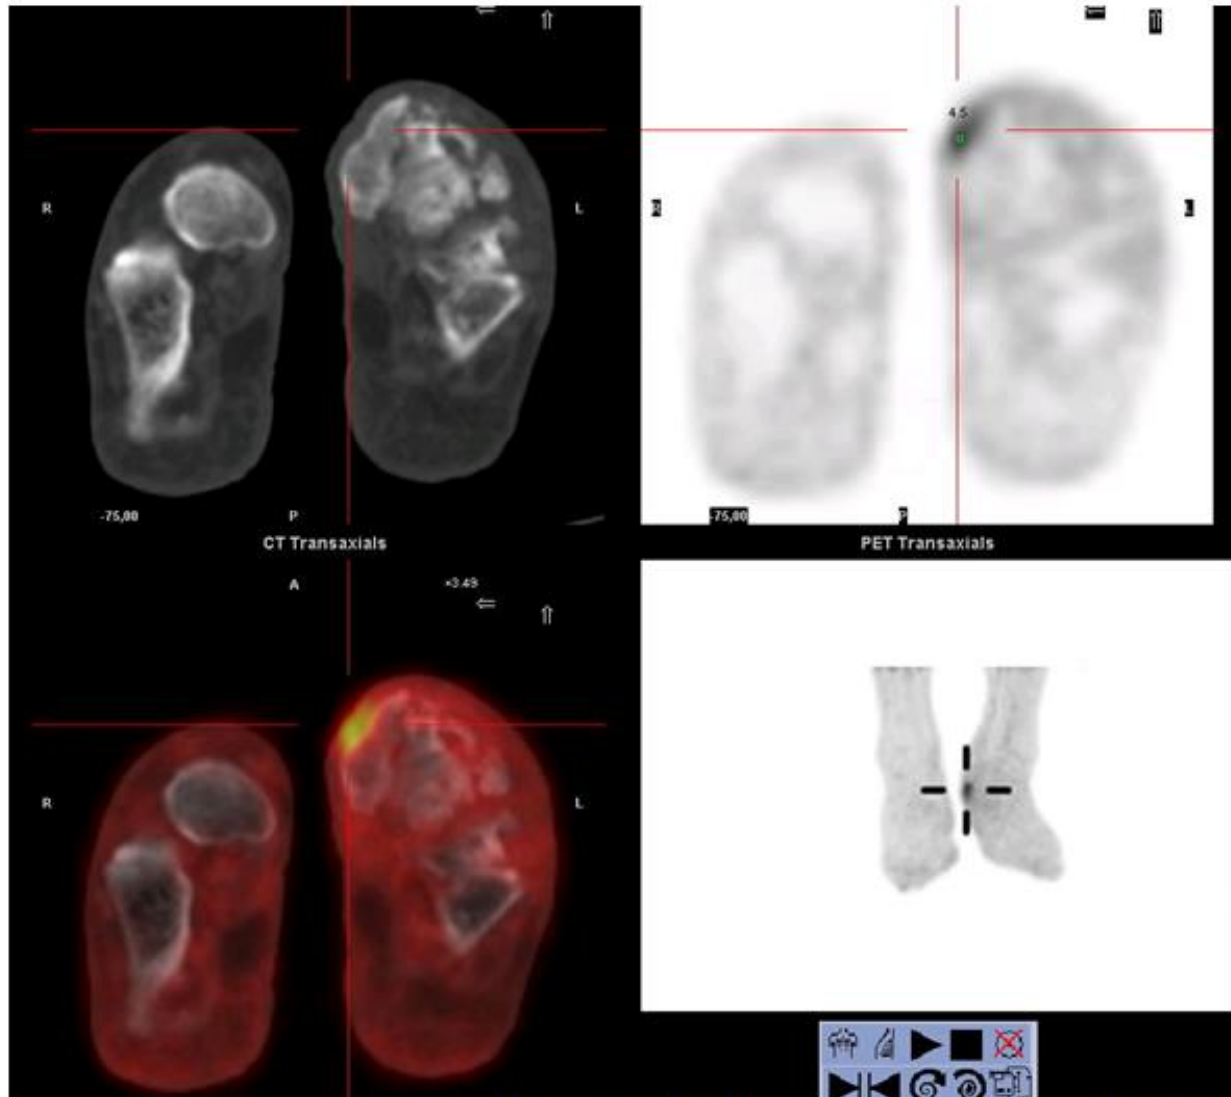 R
L
-75,00
P
CT Transaxials
4.5
-75,00
P
PET Transaxials
A
×3.49
R
L